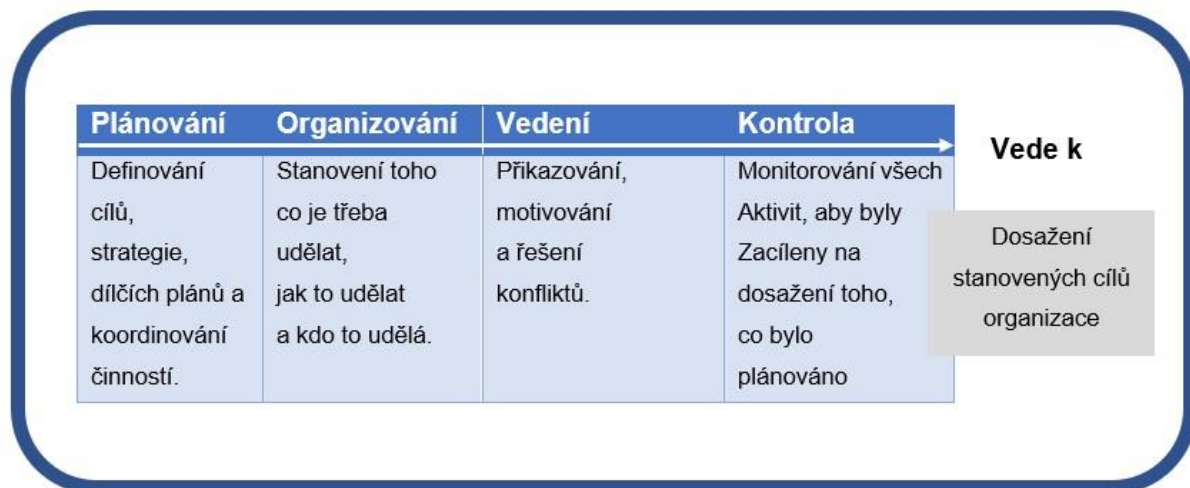 Plánování
Definování
cílů,
strategie,
dílčích plánů a
koordinování
činností.
Organizování
Stanovení toho
co je třeba
udělat,
jak to udělat
a kdo to udělá.
Vedení
Přikazování,
motivování
a řešení
konfliktů.
Kontrola
Monitorování všech
Aktivit, aby byly
Zacíleny na
dosažení toho,
co bylo
plánováno
Vede k
Dosažení
stanovených cílů
organizace